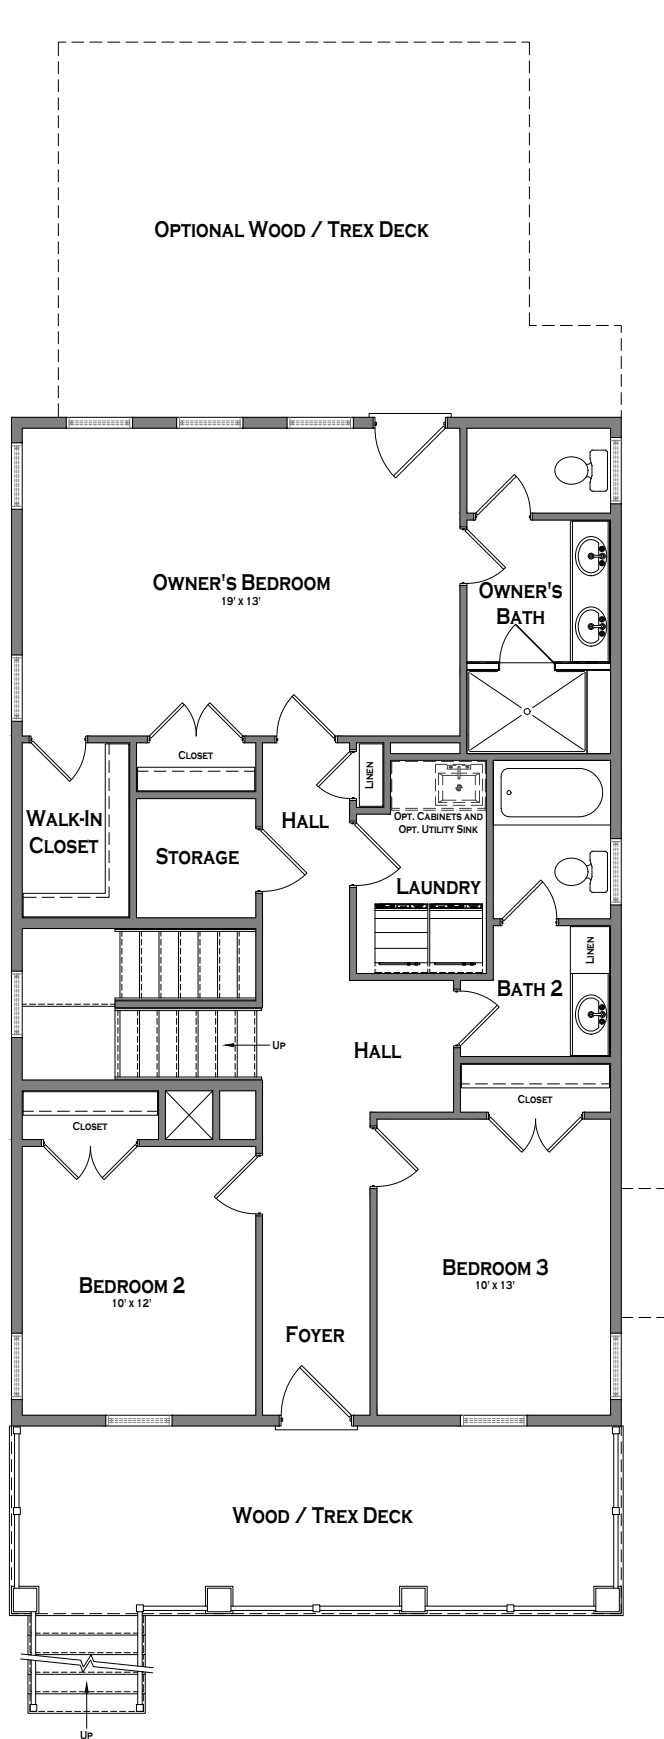 Optional Wood / Trex Deck
Owner's Bedroom
19' x 13'
Owner's
Bath
Closet
Linen
Walk-In
Closet
Hall
Opt. Cabinets and
Opt. Utility Sink
Storage
Laundry
Linen
Bath 2
Up
Hall
Closet
Closet
Bedroom 2
10' x 12'
Bedroom 3
10' x 13'
Foyer
Wood / Trex Deck
Up